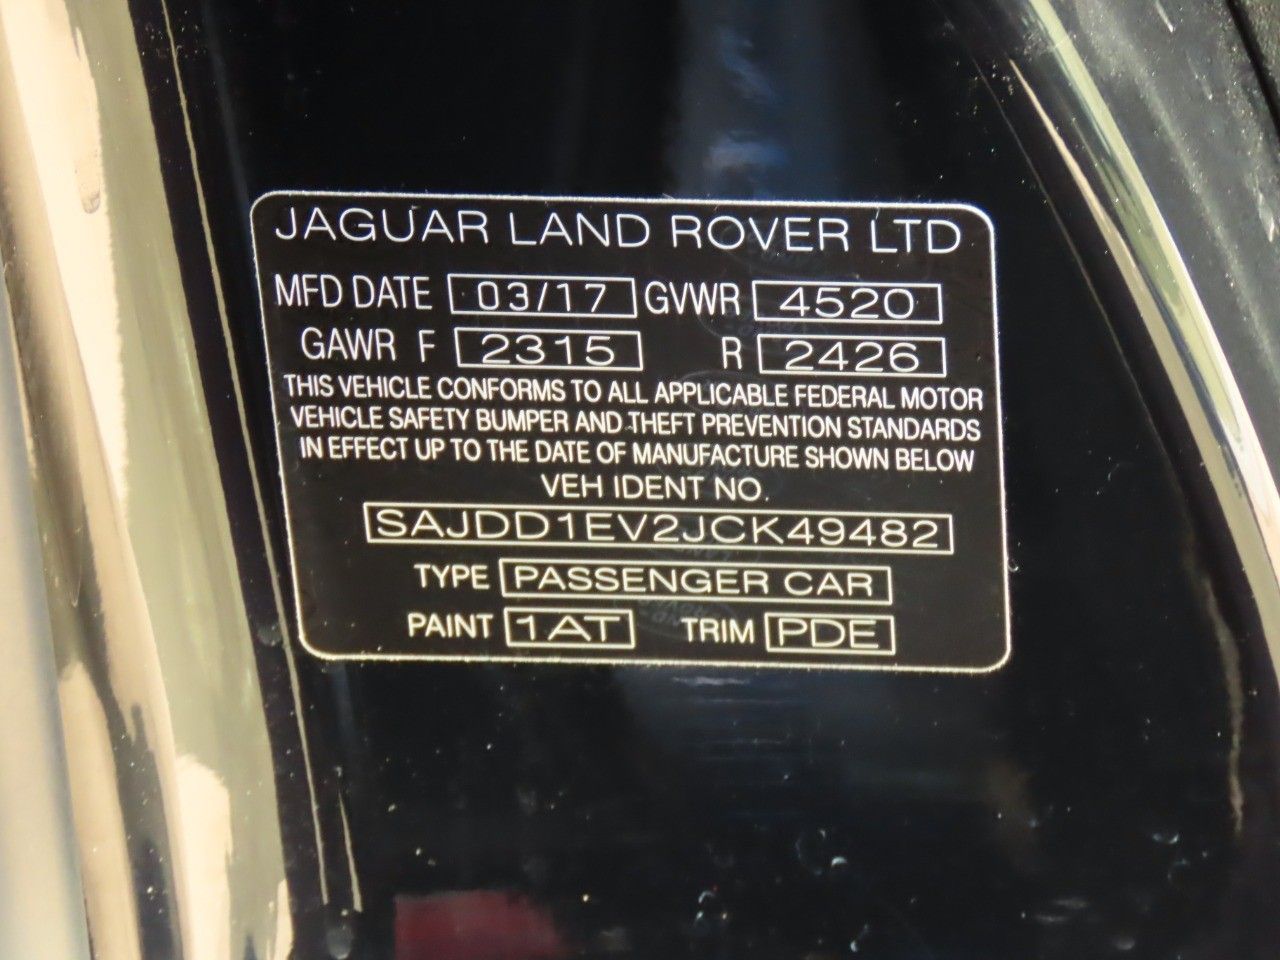 JAGUAR LAND ROVER LTD
MFD DATE 03/17 GVWR 4520
GAWR F 2315 R 2426
THIS VEHICLE CONFORMS TO ALL APPLICABLE FEDERAL MOTOR
VEHICLE SAFETY BUMPER AND THEFT PREVENTION STANDARDS
IN EFFECT UP TO THE DATE OF MANUFACTURE SHOWN BELOW
VEH IDENT NO.
SAJDD1EV2JCK49482
TYPE PASSENGER CAR
PAINT 1AT TRIM PDE